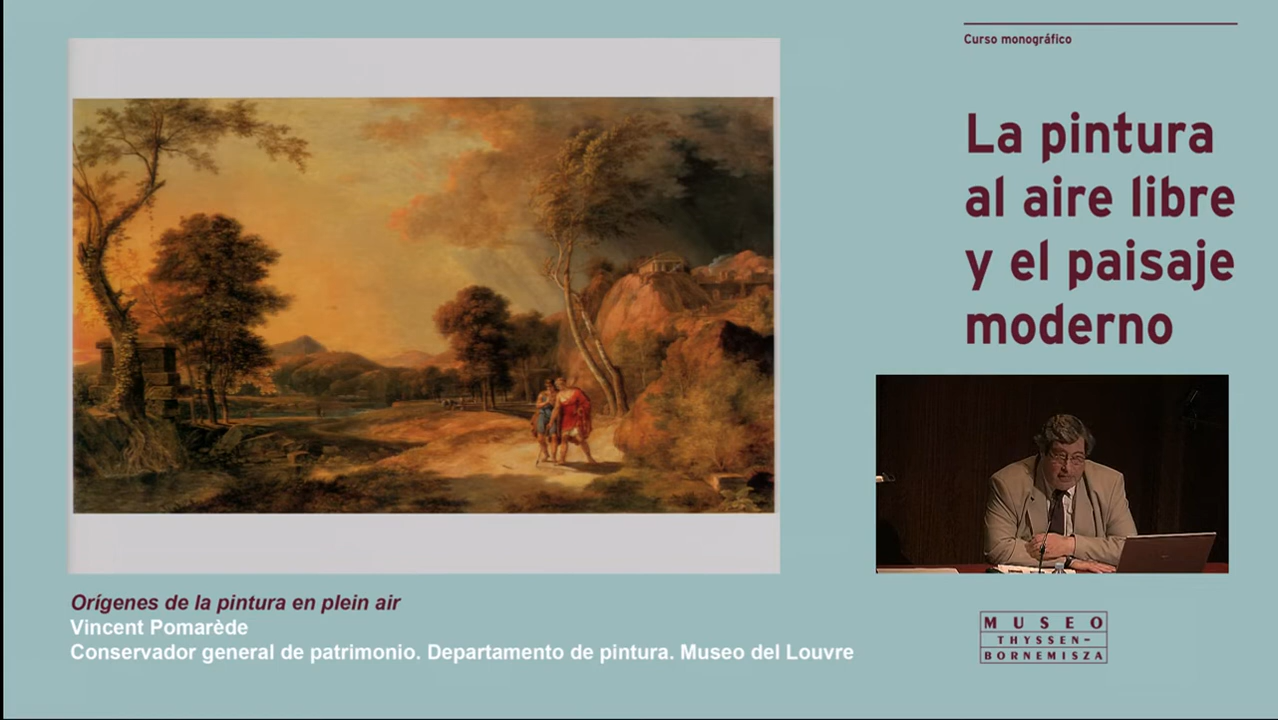 Curso monográfico
La pintura
al aire libre
y el paisaje
moderno
Orígenes de la pintura en plein air
Vincent Pomarède
Conservador general de patrimonio. Departamento de pintura. Museo del Louvre
MUSEO
THYSSEN-
BORNEMISZA